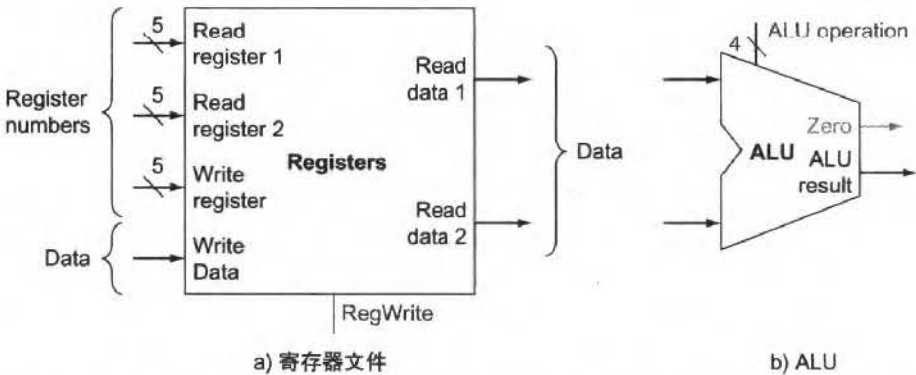 Register
numbers
Data
5
Read
register 1
5
Read
register 2
5
Write
register
Write
Data
Registers
Read
data 1
Read
data 2
Data
RegWrite
a) 寄存器文件
4
ALU operation
Zero
ALU
ALU
result
b) ALU